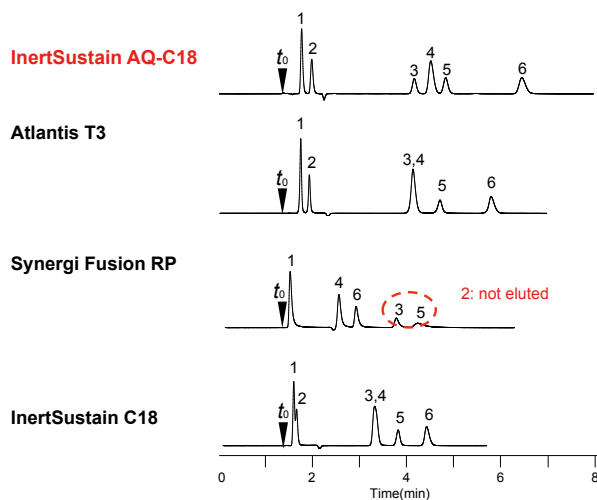 InertSustain AQ-C18
t0
1
2
3
4
5
6
Atlantis T3
t0
1
2
3,4
5
6
Synergi Fusion RP
t0
1
4
6
3
5
2: not eluted
InertSustain C18
t0
1
2
3,4
5
6
0 2 4 6 8
Time(min)